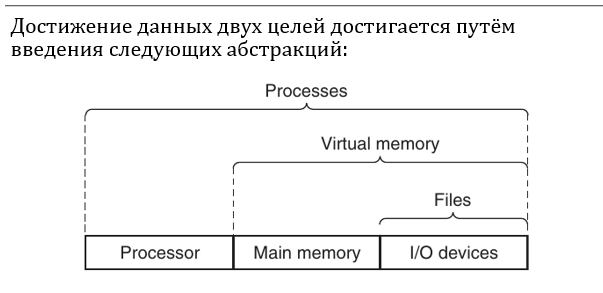 Достижение данных двух целей достигается путём
введения следующих абстракций:
Processes
Virtual memory
Files
Processor
Main memory
I/O devices